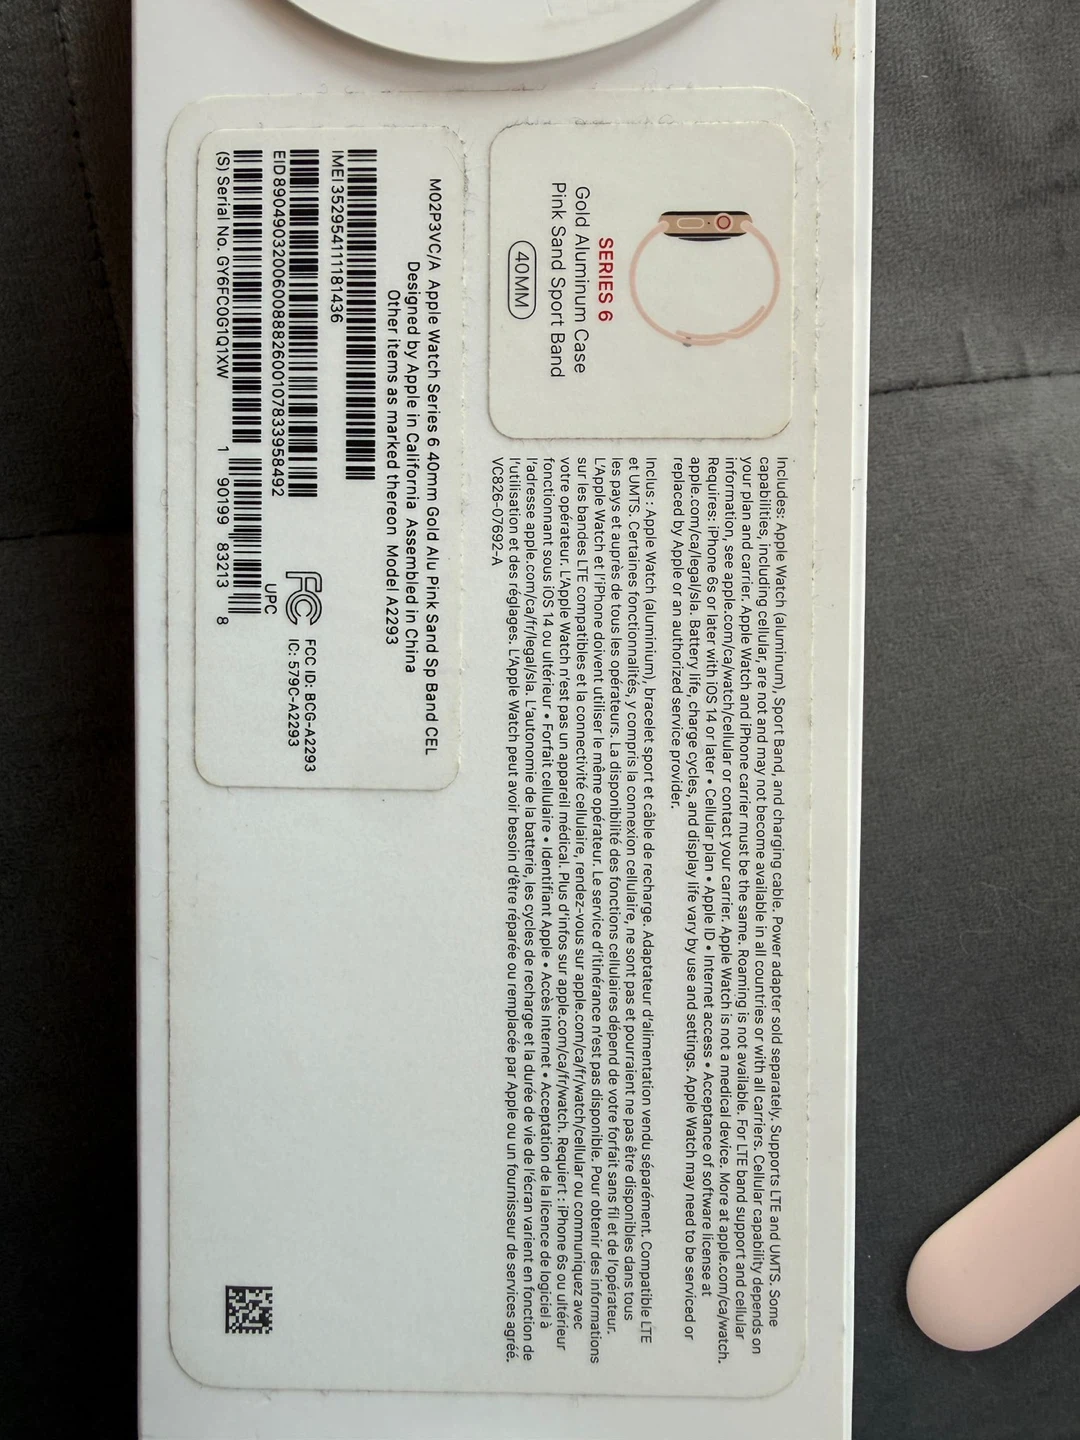 SERIES 6
Gold Aluminum Case
Pink Sand Sport Band
40MM
Includes: Apple Watch (aluminum), Sport Band, and charging cable. Power adapter sold separately. Supports LTE and UMTS. Some
capabilities, including cellular, are not and may not become available in all countries or with all carriers. Cellular capability depends on
your plan and carrier. Apple Watch and iPhone carrier must be the same. Roaming is not available. For LTE band support and cellular
information, see apple.com/ca/watch/cellular or contact your carrier. Apple Watch is not a medical device. More at apple.com/ca/watch.
Requires: iPhone 6s or later with iOS 14 or later • Cellular plan • Apple ID • Internet access • Acceptance of software license at
apple.com/ca/legal/sla. Battery life, charge cycles, and display life vary by use and settings. Apple Watch may need to be serviced or
replaced by Apple or an authorized service provider.
Inclus : Apple Watch (aluminium), bracelet sport et câble de recharge. Adaptateur d'alimentation vendu séparément. Compatible LTE
et UMTS. Certaines fonctionnalités, y compris la connexion cellulaire, ne sont pas et pourraient ne pas être disponibles dans tous
les pays et auprès de tous les opérateurs. La disponibilité des fonctions cellulaires dépend de votre forfait sans fil et de l'opérateur.
L'Apple Watch et l'iPhone doivent utiliser le même opérateur. Le service d'itinérance n'est pas disponible. Pour obtenir des informations
sur les bandes LTE compatibles et la connectivité cellulaire, rendez-vous sur apple.com/ca/fr/watch/cellular ou communiquez avec
votre opérateur. L'Apple Watch n'est pas un appareil médical. Plus d'infos sur apple.com/ca/fr/watch. Requiert : iPhone 6s ou ultérieur
fonctionnant sous iOS 14 ou ultérieur • Forfait cellulaire • Identifiant Apple • Accès Internet • Acceptation de la licence de logiciel à
l'adresse apple.com/ca/fr/legal/sla. L'autonomie de la batterie, les cycles de recharge et la durée de vie de l'écran varient en fonction de
l'utilisation et des réglages. L'Apple Watch peut avoir besoin d'être réparée ou remplacée par Apple ou un fournisseur de services agréé.
VC826-07692-A
M02P3VC/A Apple Watch Series 6 40mm Gold Alu Pink Sand Sp Band CEL
Designed by Apple in California Assembled in China
Other items as marked thereon Model A2293
IMEI 352954111181436
EID 89049032006008882600107833958492
(S) Serial No. GY6FC0G1Q1XW
FC
FCC ID: BCG-A2293
IC: 579C-A2293
UPC
1 90199 83213 8